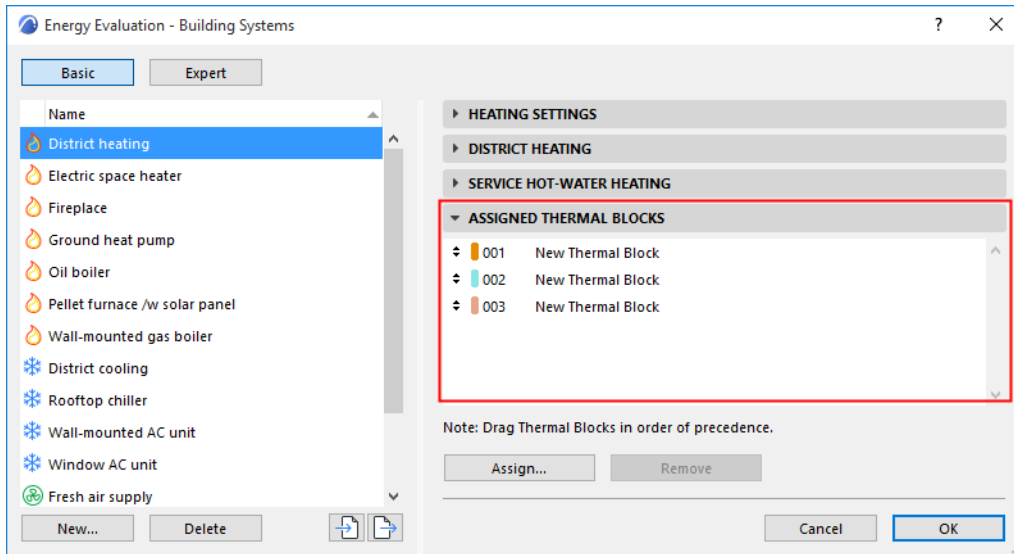 Energy Evaluation - Building Systems
?
Basic
Expert
Name
District heating
Electric space heater
Fireplace
Ground heat pump
Oil boiler
Pellet furnace /w solar panel
Wall-mounted gas boiler
District cooling
Rooftop chiller
Wall-mounted AC unit
Window AC unit
Fresh air supply
New...
Delete
HEATING SETTINGS
DISTRICT HEATING
SERVICE HOT-WATER HEATING
ASSIGNED THERMAL BLOCKS
001 New Thermal Block
002 New Thermal Block
003 New Thermal Block
Note: Drag Thermal Blocks in order of precedence.
Assign...
Remove
Cancel
OK